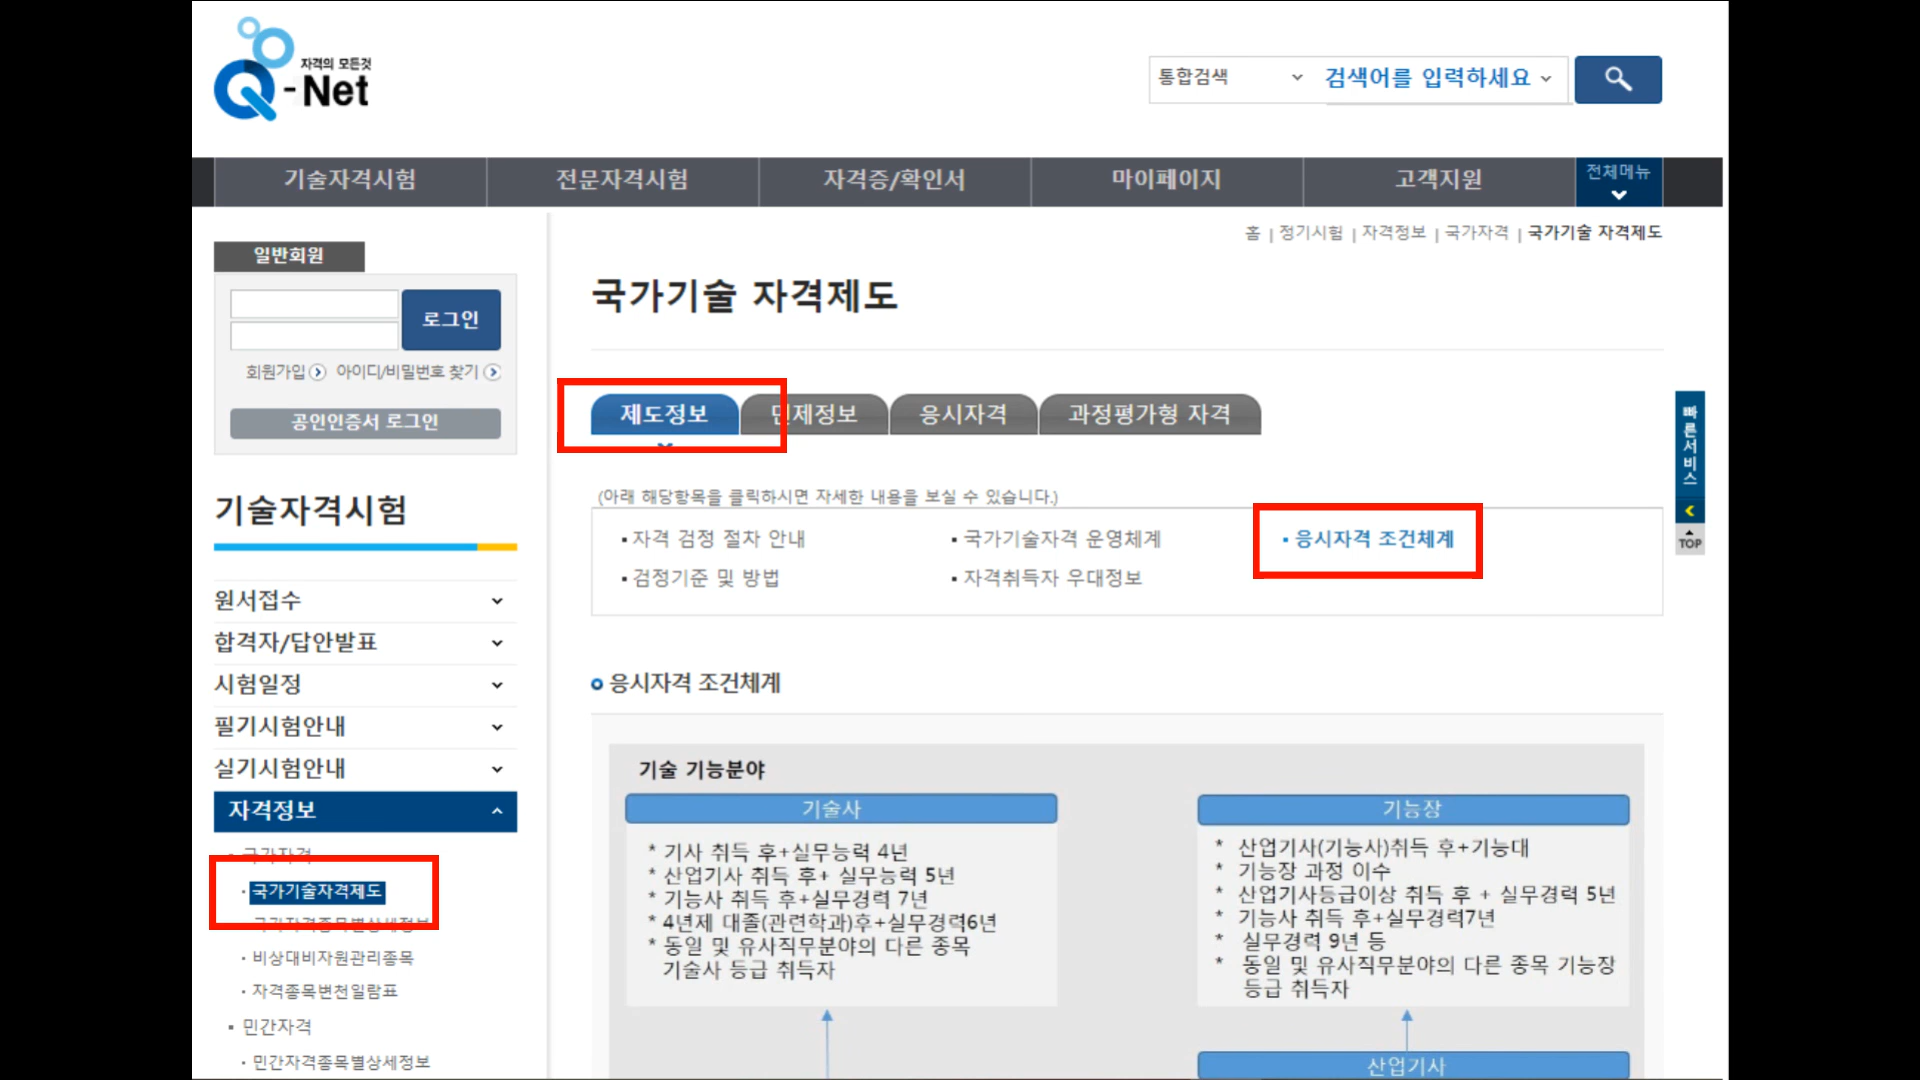 자격의 모든것
Q-Net
통합검색
검색어를 입력하세요
기술자격시험
전문자격시험
자격증/확인서
마이페이지
고객지원
전체메뉴
홈 | 정기시험 | 자격정보 | 국가자격 | 국가기술 자격제도
일반회원
로그인
회원가입
아이디/비밀번호 찾기
공인인증서 로그인
기술자격시험
원서접수
합격자/답안발표
시험일정
필기시험안내
실기시험안내
자격정보
국가자격
국가기술자격제도
국가자격종목별상세정보
비상대비자원관리종목
자격종목변천일람표
민간자격
민간자격종목별상세정보
국가기술 자격제도
제도정보
면제정보
응시자격
과정평가형 자격
(아래 해당항목을 클릭하시면 자세한 내용을 보실 수 있습니다.)
자격 검정 절차 안내
국가기술자격 운영체계
응시자격 조건체계
검정기준 및 방법
자격취득자 우대정보
응시자격 조건체계
기술 기능분야
기술사
* 기사 취득 후+실무능력 4년
* 산업기사 취득 후+ 실무능력 5년
* 기능사 취득 후+실무경력 7년
* 4년제 대졸(관련학과)후+실무경력6년
* 동일 및 유사직무분야의 다른 종목
기술사 등급 취득자
기능장
* 산업기사(기능사)취득 후+기능대
* 기능장 과정 이수
* 산업기사등급이상 취득 후 + 실무경력 5년
* 기능사 취득 후+실무경력7년
* 실무경력 9년 등
* 동일 및 유사직무분야의 다른 종목 기능장
등급 취득자
산업기사
빠른서비스
TOP